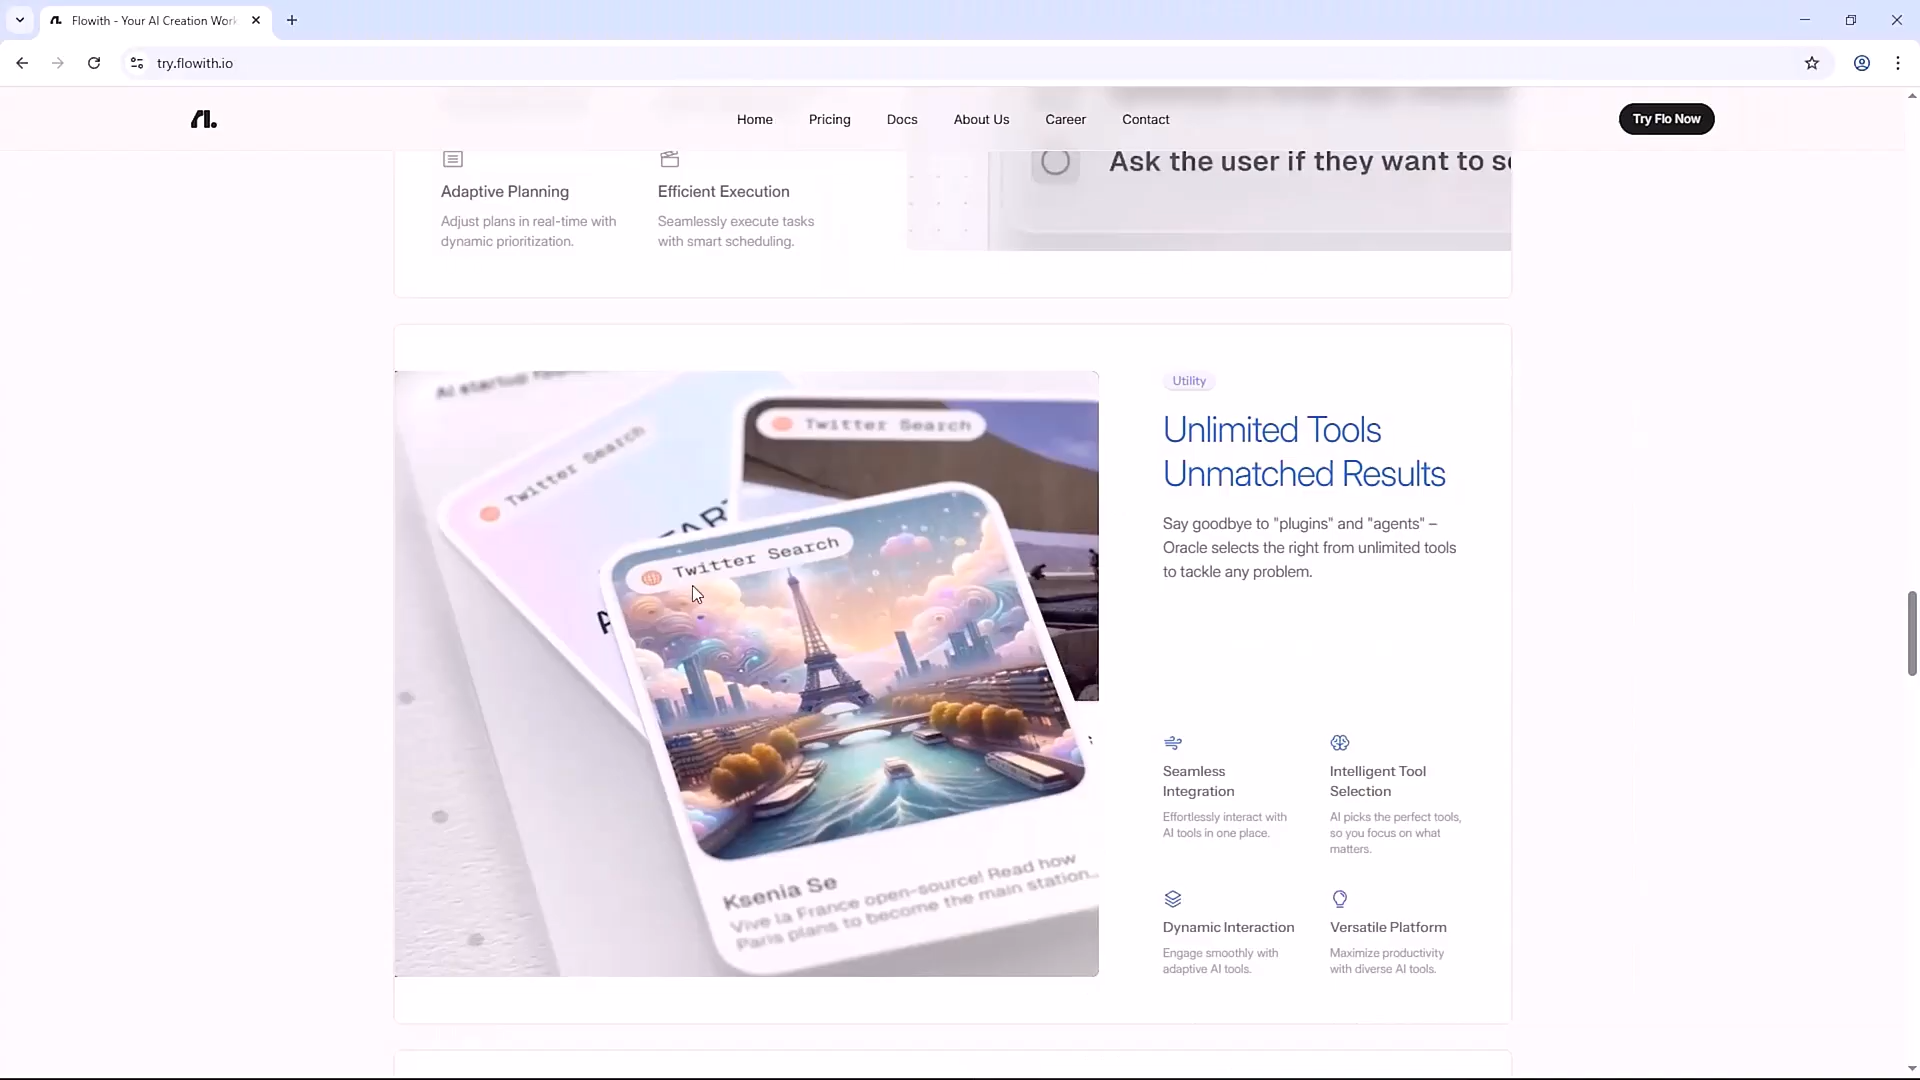 Flowith - Your AI Creation Work
try.flowith.io
Home
Pricing
Docs
About Us
Career
Contact
Try Flo Now
Ask the user if they want to s
Adaptive Planning
Adjust plans in real-time with
dynamic prioritization.
Efficient Execution
Seamlessly execute tasks
with smart scheduling.
AI startup
Twitter Search
Twitter Search
Twitter Search
Ksenia Se
Vive la France open-source! Read how
Paris plans to become the main station...
Utility
Unlimited Tools
Unmatched Results
Say goodbye to "plugins" and "agents" –
Oracle selects the right from unlimited tools
to tackle any problem.
Seamless
Integration
Effortlessly interact with
AI tools in one place.
Intelligent Tool
Selection
AI picks the perfect tools,
so you focus on what
matters.
Dynamic Interaction
Engage smoothly with
adaptive AI tools.
Versatile Platform
Maximize productivity
with diverse AI tools.